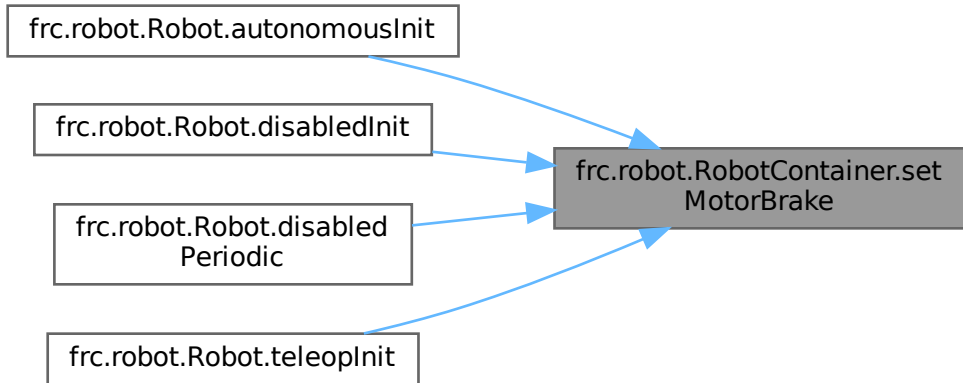 frc.robot.Robot.autonomousInit
frc.robot.Robot.disabledInit
frc.robot.RobotContainer.set
MotorBrake
frc.robot.Robot.disabled
Periodic
frc.robot.Robot.teleopInit